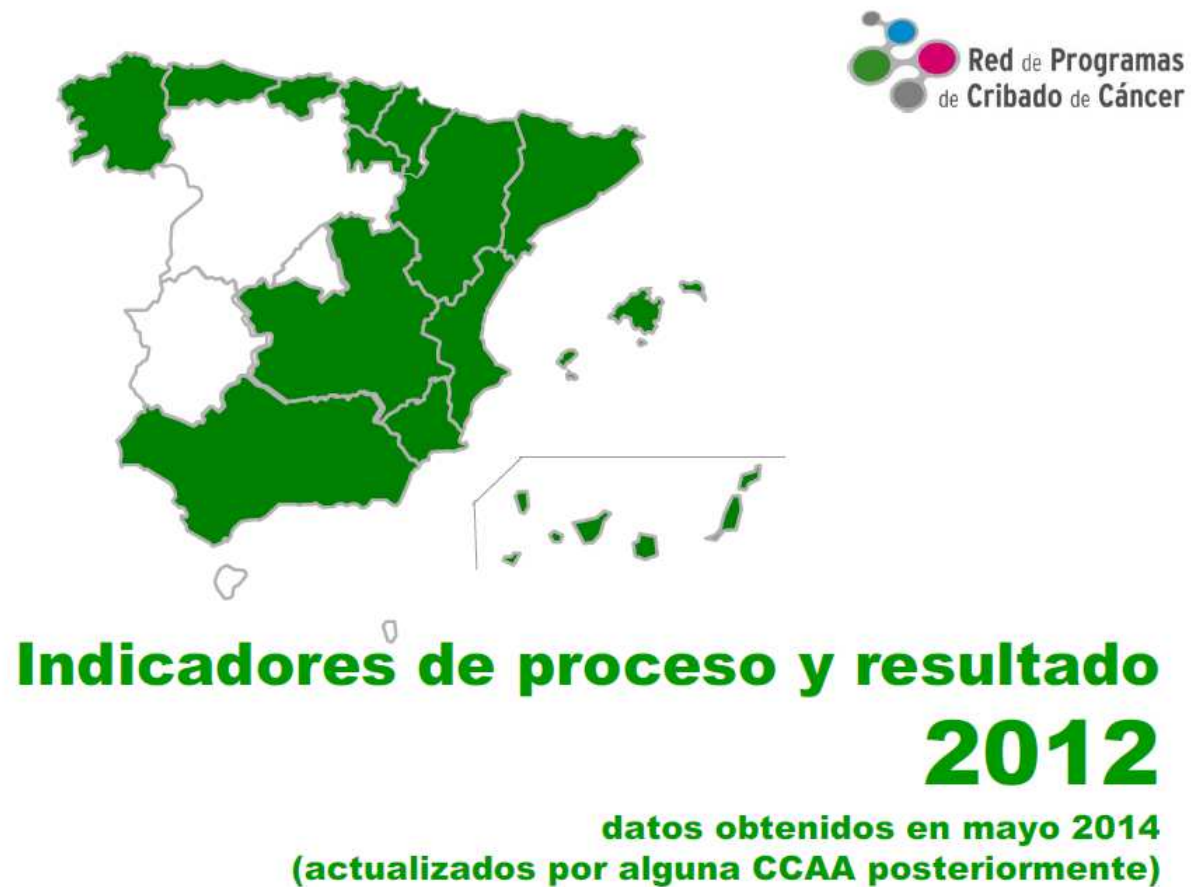 Red de Programas
de Cribado de Cáncer
Indicadores de proceso y resultado
2012
datos obtenidos en mayo 2014
(actualizados por alguna CCAA posteriormente)